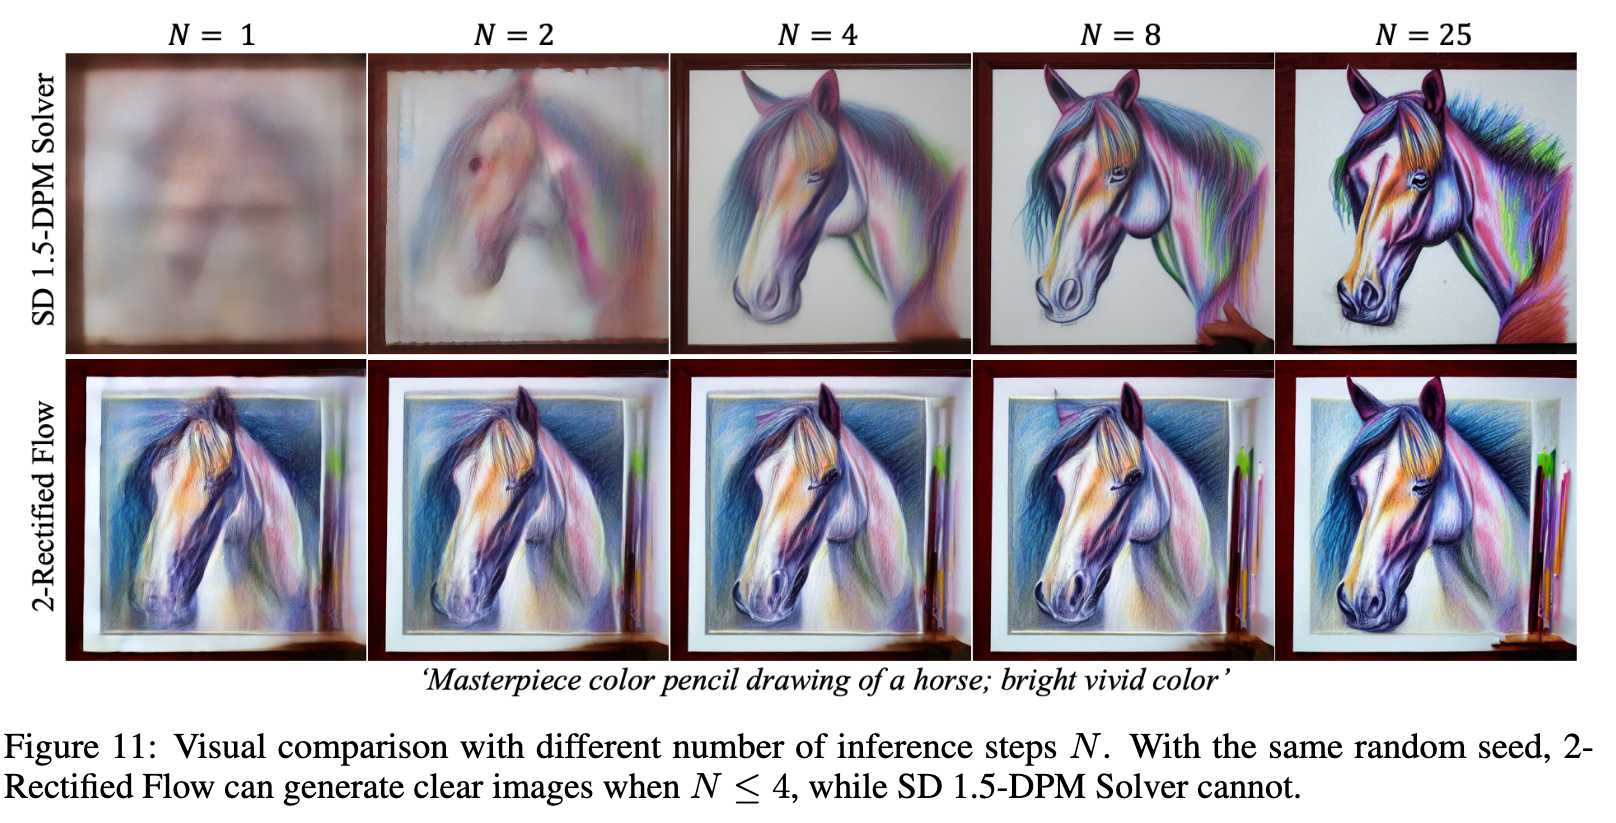 N = 1
N = 2
N = 4
N = 8
N = 25
SD 1.5-DPM Solver
2-Rectified Flow
‘Masterpiece color pencil drawing of a horse; bright vivid color’
Figure 11: Visual comparison with different number of inference steps N. With the same random seed, 2-
Rectified Flow can generate clear images when N ≤ 4, while SD 1.5-DPM Solver cannot.